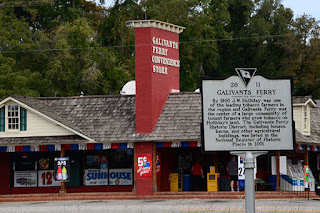 GALIVANTS
FERRY
CONVENIENCE
STORE
26 11
GALIVANTS FERRY
By 1900 J.W. Holliday was one
of the leading tobacco farmers in
the region and Galivants Ferry was
the center of a large community of
tenant farmers who grew tobacco on
Holliday's land. The Galivants Ferry
Historic District, including houses,
barns, and other agricultural
buildings, was listed in the
National Register of Historic
Places in 2001.
SUNHOUSE
19